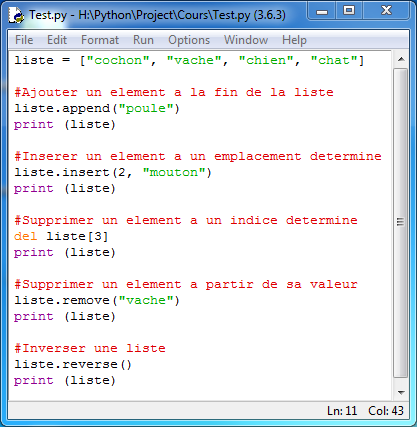 Test.py - H:\Python\Project\Cours\Test.py (3.6.3)
File Edit Format Run Options Window Help
liste = ["cochon", "vache", "chien", "chat"]
#Ajouter un element a la fin de la liste
liste.append("poule")
print (liste)
#Inserer un element a un emplacement determine
liste.insert(2, "mouton")
print (liste)
#Supprimer un element a un indice determine
del liste[3]
print (liste)
#Supprimer un element a partir de sa valeur
liste.remove("vache")
print (liste)
#Inverser une liste
liste.reverse()
print (liste)
Ln: 11 Col: 43